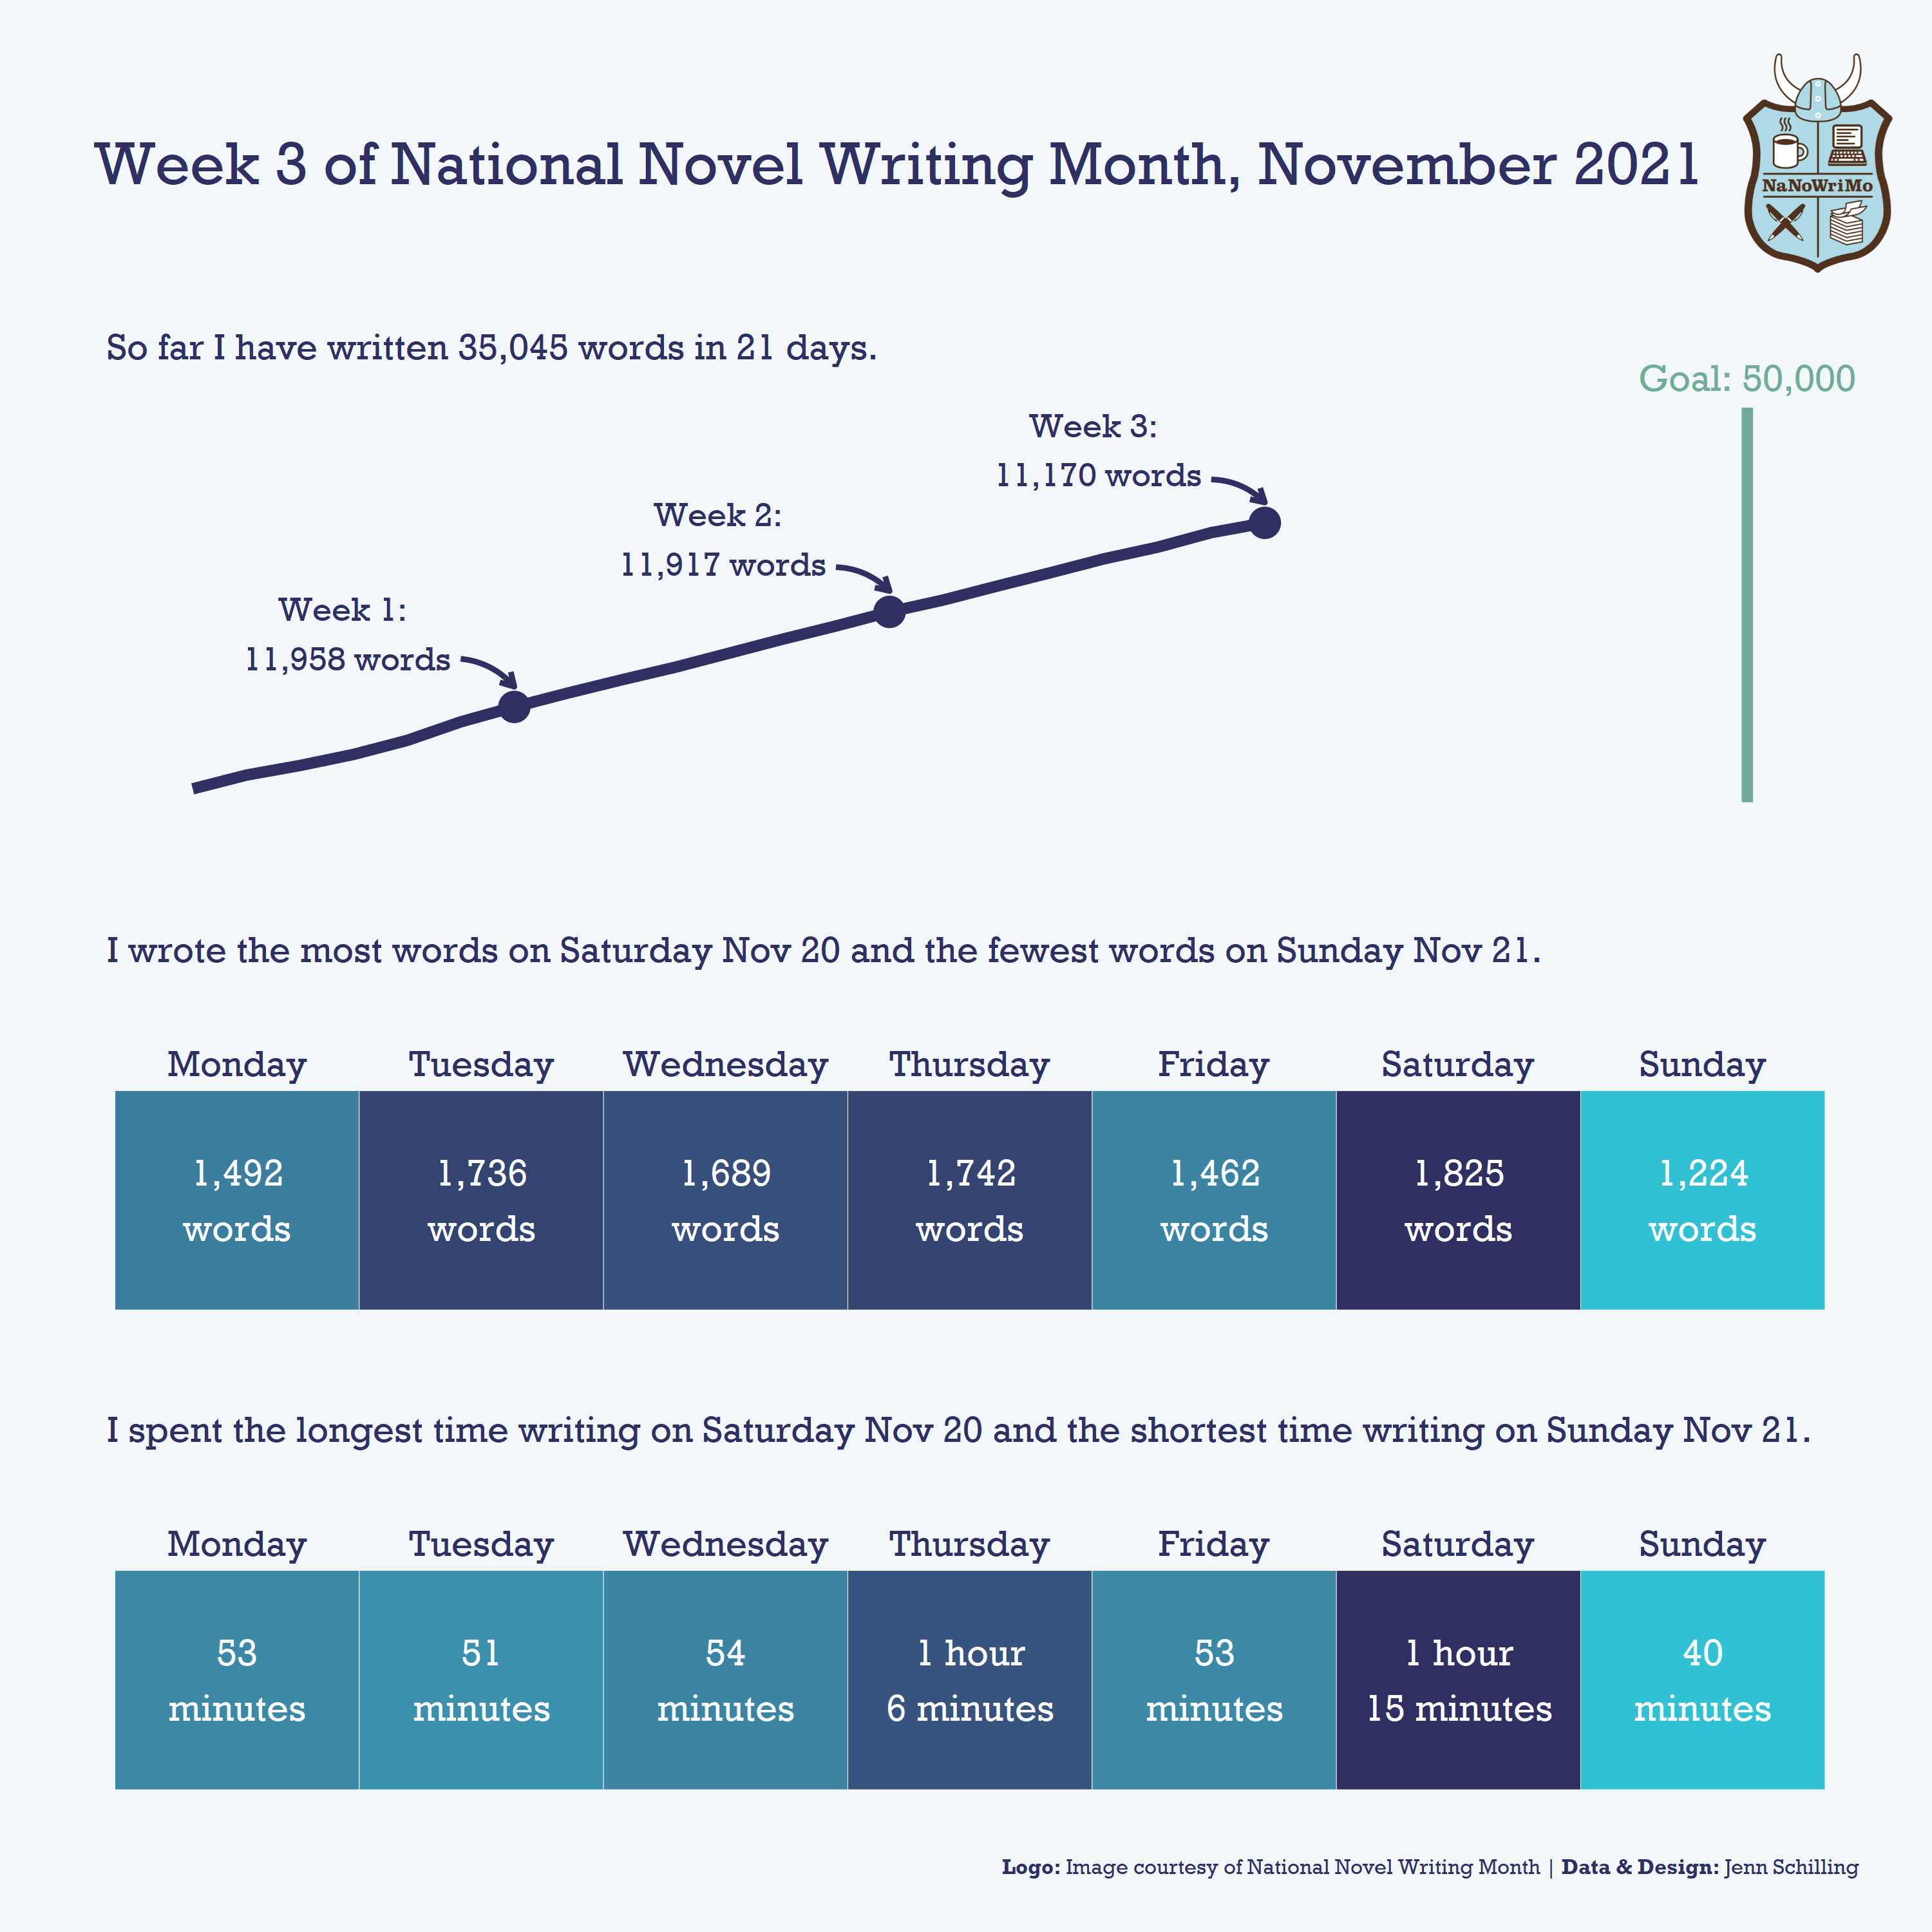 Week 3 of National Novel Writing Month, November 2021
NaNoWriMo
So far I have written 35,045 words in 21 days.
Goal: 50,000
Week 3:
11,170 words
Week 2:
11,917 words
Week 1:
11,958 words
I wrote the most words on Saturday Nov 20 and the fewest words on Sunday Nov 21.
Monday Tuesday Wednesday Thursday Friday Saturday Sunday
1,492 1,736 1,689 1,742 1,462 1,825 1,224
words words words words words words words
I spent the longest time writing on Saturday Nov 20 and the shortest time writing on Sunday Nov 21.
Monday Tuesday Wednesday Thursday Friday Saturday Sunday
53 51 54 1 hour 53 1 hour 40
minutes minutes minutes 6 minutes minutes 15 minutes minutes
Logo: Image courtesy of National Novel Writing Month | Data & Design: Jenn Schilling